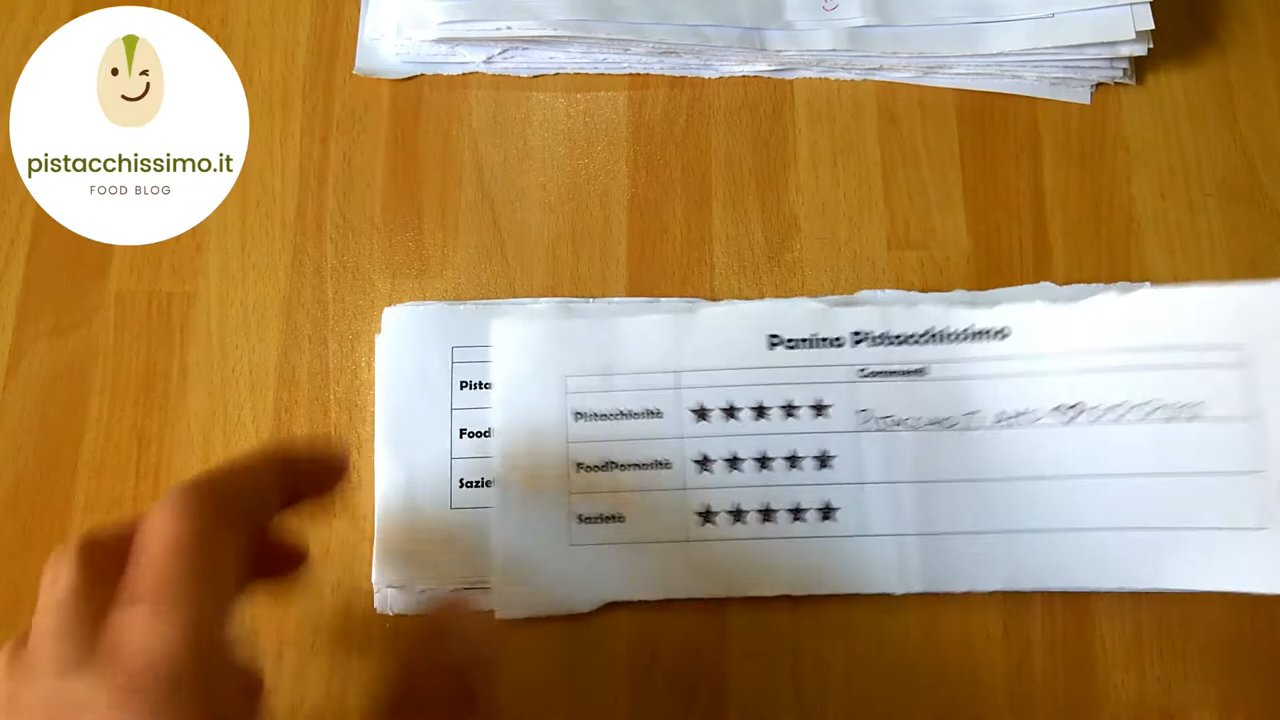 pistacchissimo.it
FOOD BLOG
Panino Pistacchissimo
Commenti
Pista
Pistacchiosità ★★★★★
Food
FoodPornosità ★★★★★
Sazie
Sazietà ★★★★★